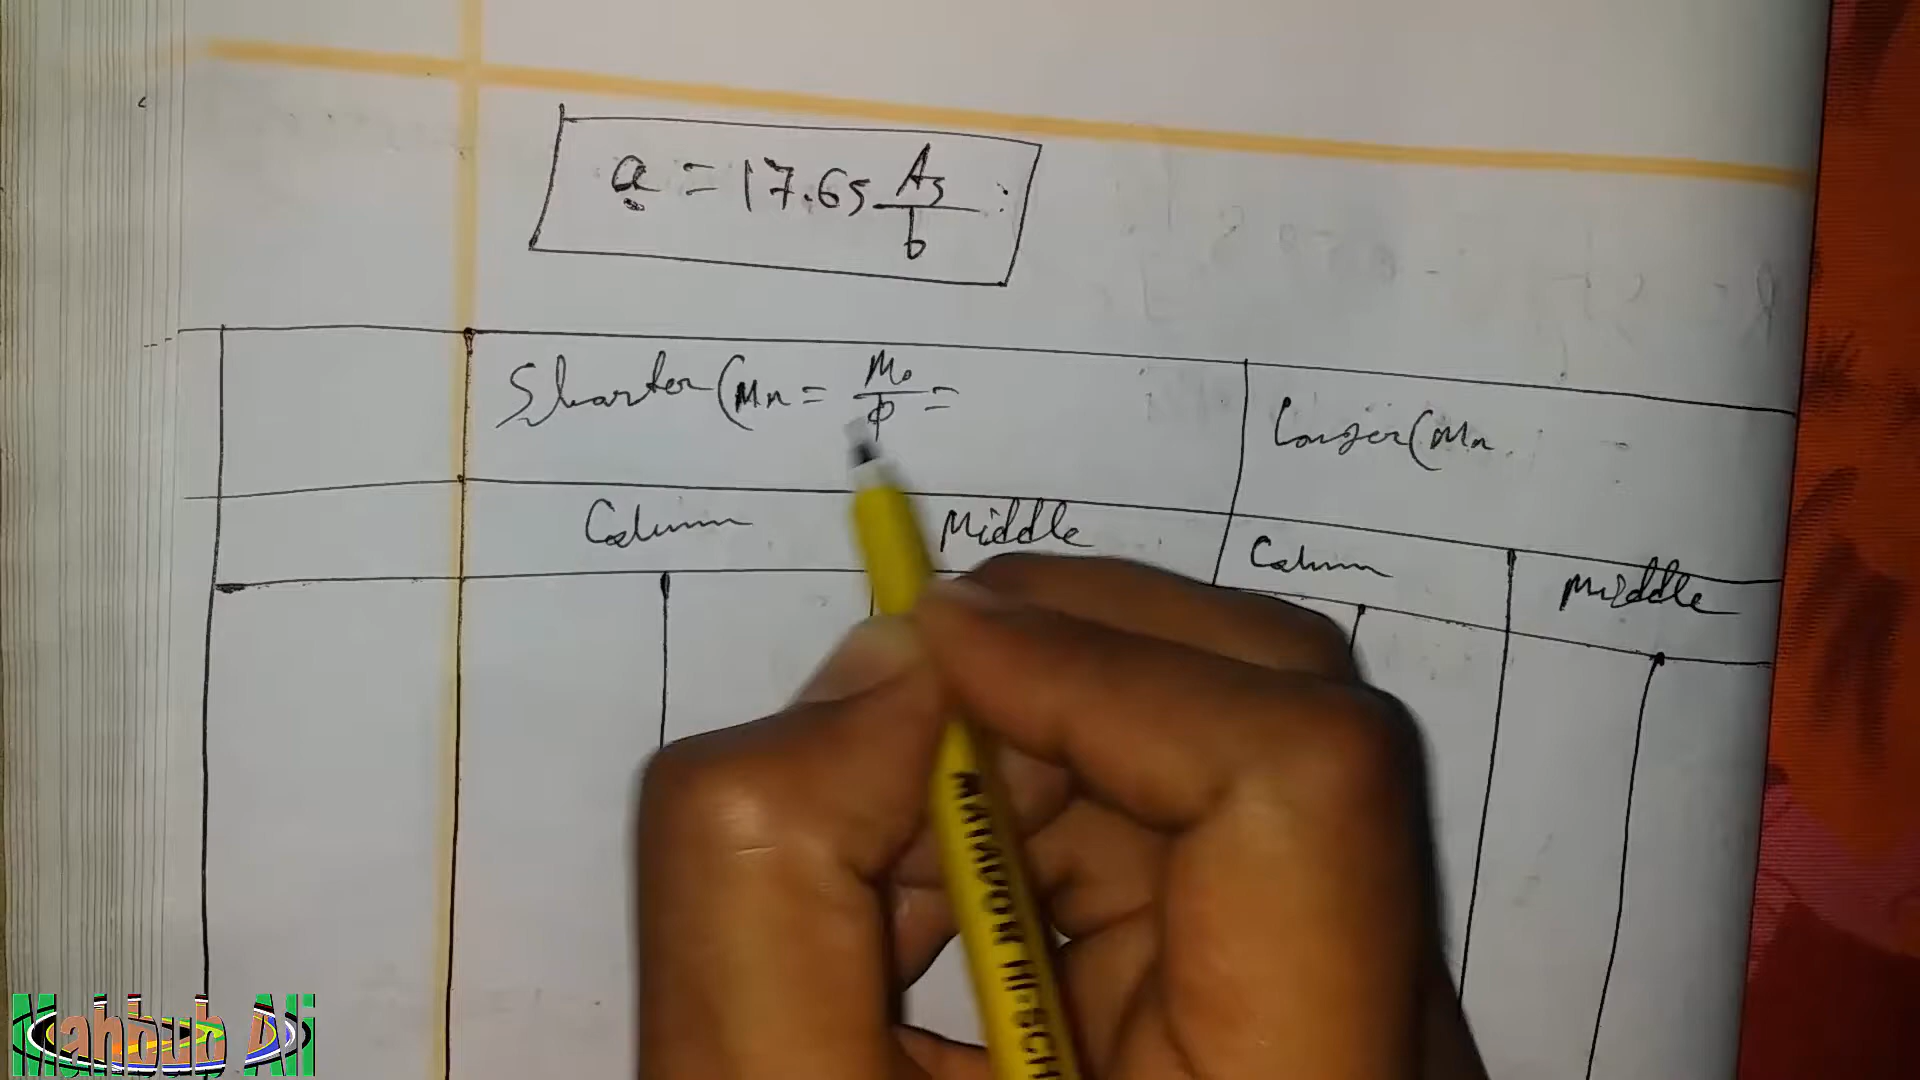 a = 17.65 As/b
Shorter (Mn = Mo/φ =
Longer (Mn
Column Middle Column Middle
MATADOR HI-SCH
Mahbub Ali